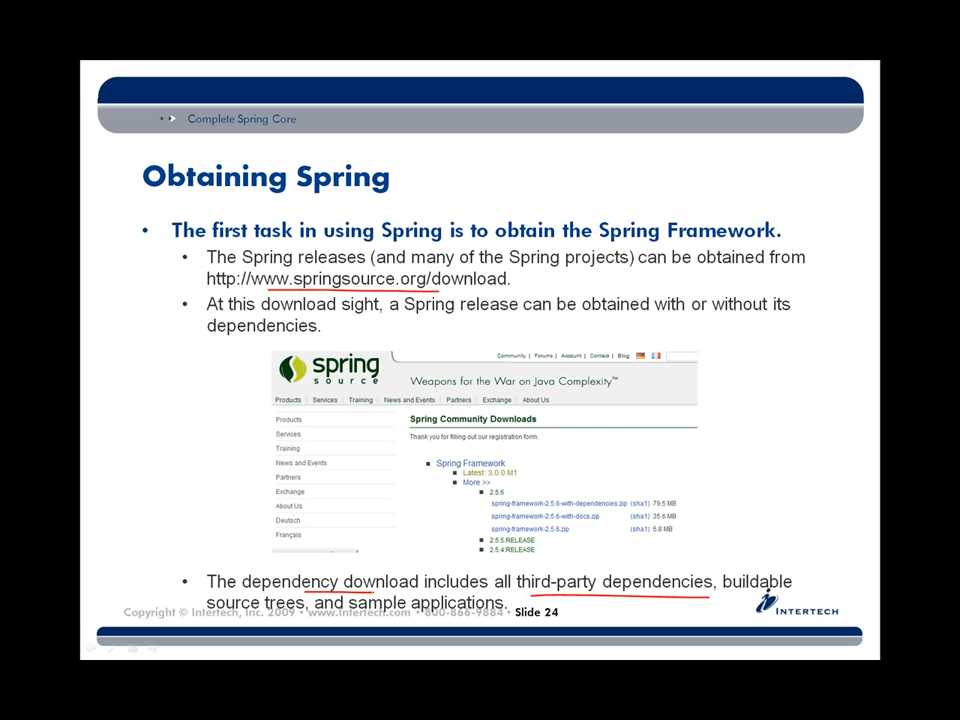 Complete Spring Core
Obtaining Spring
• The first task in using Spring is to obtain the Spring Framework.
• The Spring releases (and many of the Spring projects) can be obtained from
http://www.springsource.org/download.
• At this download sight, a Spring release can be obtained with or without its
dependencies.
Community | Forums | Account | Contact | Blog
spring
source
Weapons for the War on Java Complexity™
Products | Services | Training | News and Events | Partners | Exchange | About Us
Products
Services
Training
News and Events
Partners
Exchange
About Us
Deutsch
Français
Spring Community Downloads
Thank you for filling out our registration form.
Spring Framework
Latest: 3.0.0.M1
More >>
2.5.6
spring-framework-2.5.6-with-dependencies.zip (sha1) 79.5 MB
spring-framework-2.5.6-with-docs.zip (sha1) 35.6 MB
spring-framework-2.5.6.zip (sha1) 5.8 MB
2.5.5.RELEASE
2.5.4.RELEASE
• The dependency download includes all third-party dependencies, buildable
source trees, and sample applications.
Copyright © Intertech, Inc. 2009 • www.Intertech.com • 800-866-9884 • Slide 24
INTERTECH